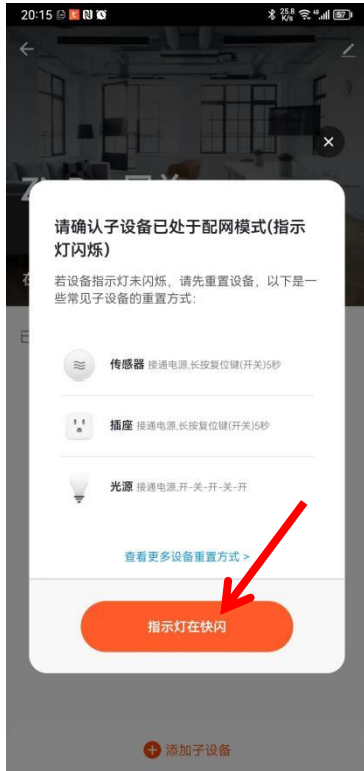 20:15
25.8
K/s
57
请确认子设备已处于配网模式(指示
灯闪烁)
若设备指示灯未闪烁，请先重置设备，以下是一
些常见子设备的重置方式：
传感器 接通电源,长按复位键(开关)5秒
插座 接通电源,长按复位键(开关)5秒
光源 接通电源,开-关-开-关-开
查看更多设备重置方式 >
指示灯在快闪
添加子设备